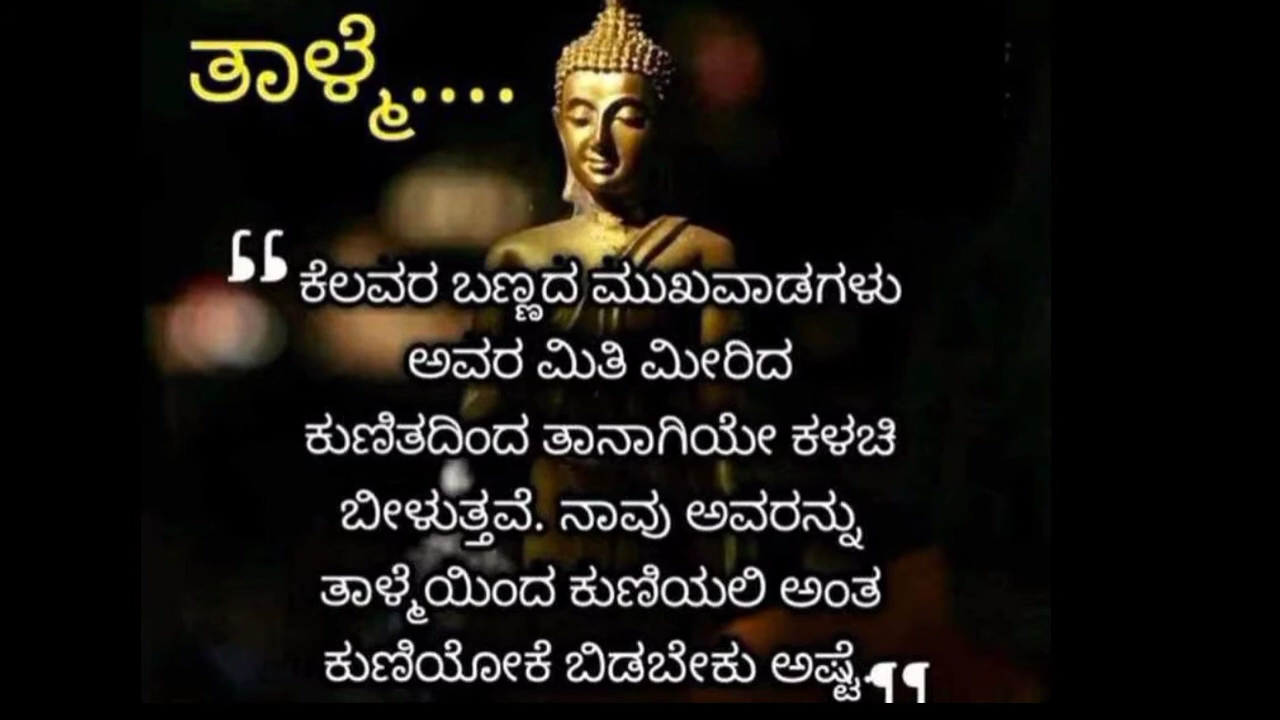 ತಾಳ್ಮೆ....
“ ಕೆಲವರ ಬಣ್ಣದ ಮುಖವಾಡಗಳು
ಅವರ ಮಿತಿ ಮೀರಿದ
ಕುಣಿತದಿಂದ ತಾನಾಗಿಯೇ ಕಳಚಿ
ಬೀಳುತ್ತವೆ. ನಾವು ಅವರನ್ನು
ತಾಳ್ಮೆಯಿಂದ ಕುಣಿಯಲಿ ಅಂತ
ಕುಣಿಯೋಕೆ ಬಿಡಬೇಕು ಅಷ್ಟೆ.”